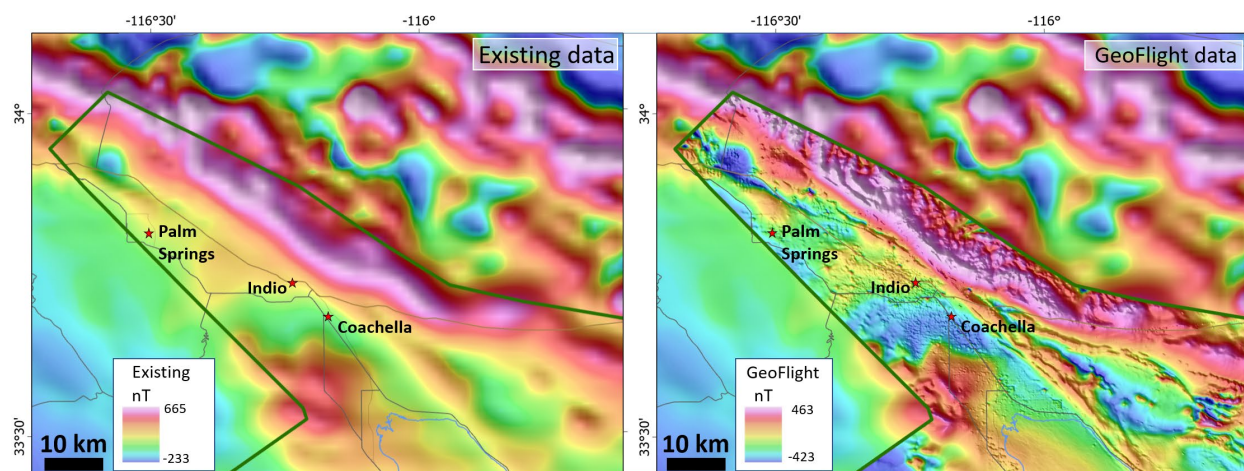 -116°30'
-116°
-116°30'
-116°
34°
33°30'
Existing data
Palm
Springs
Indio
Coachella
Existing
nT
665
-233
10 km
34°
33°30'
GeoFlight data
Palm
Springs
Indio
Coachella
GeoFlight
nT
463
-423
10 km